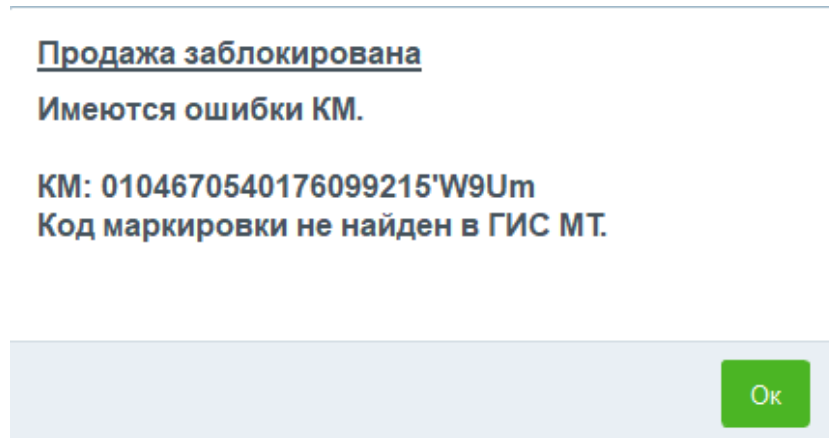 Продажа заблокирована
Имеются ошибки КМ.
КМ: 0104670540176099215'W9Um
Код маркировки не найден в ГИС МТ.
Ок